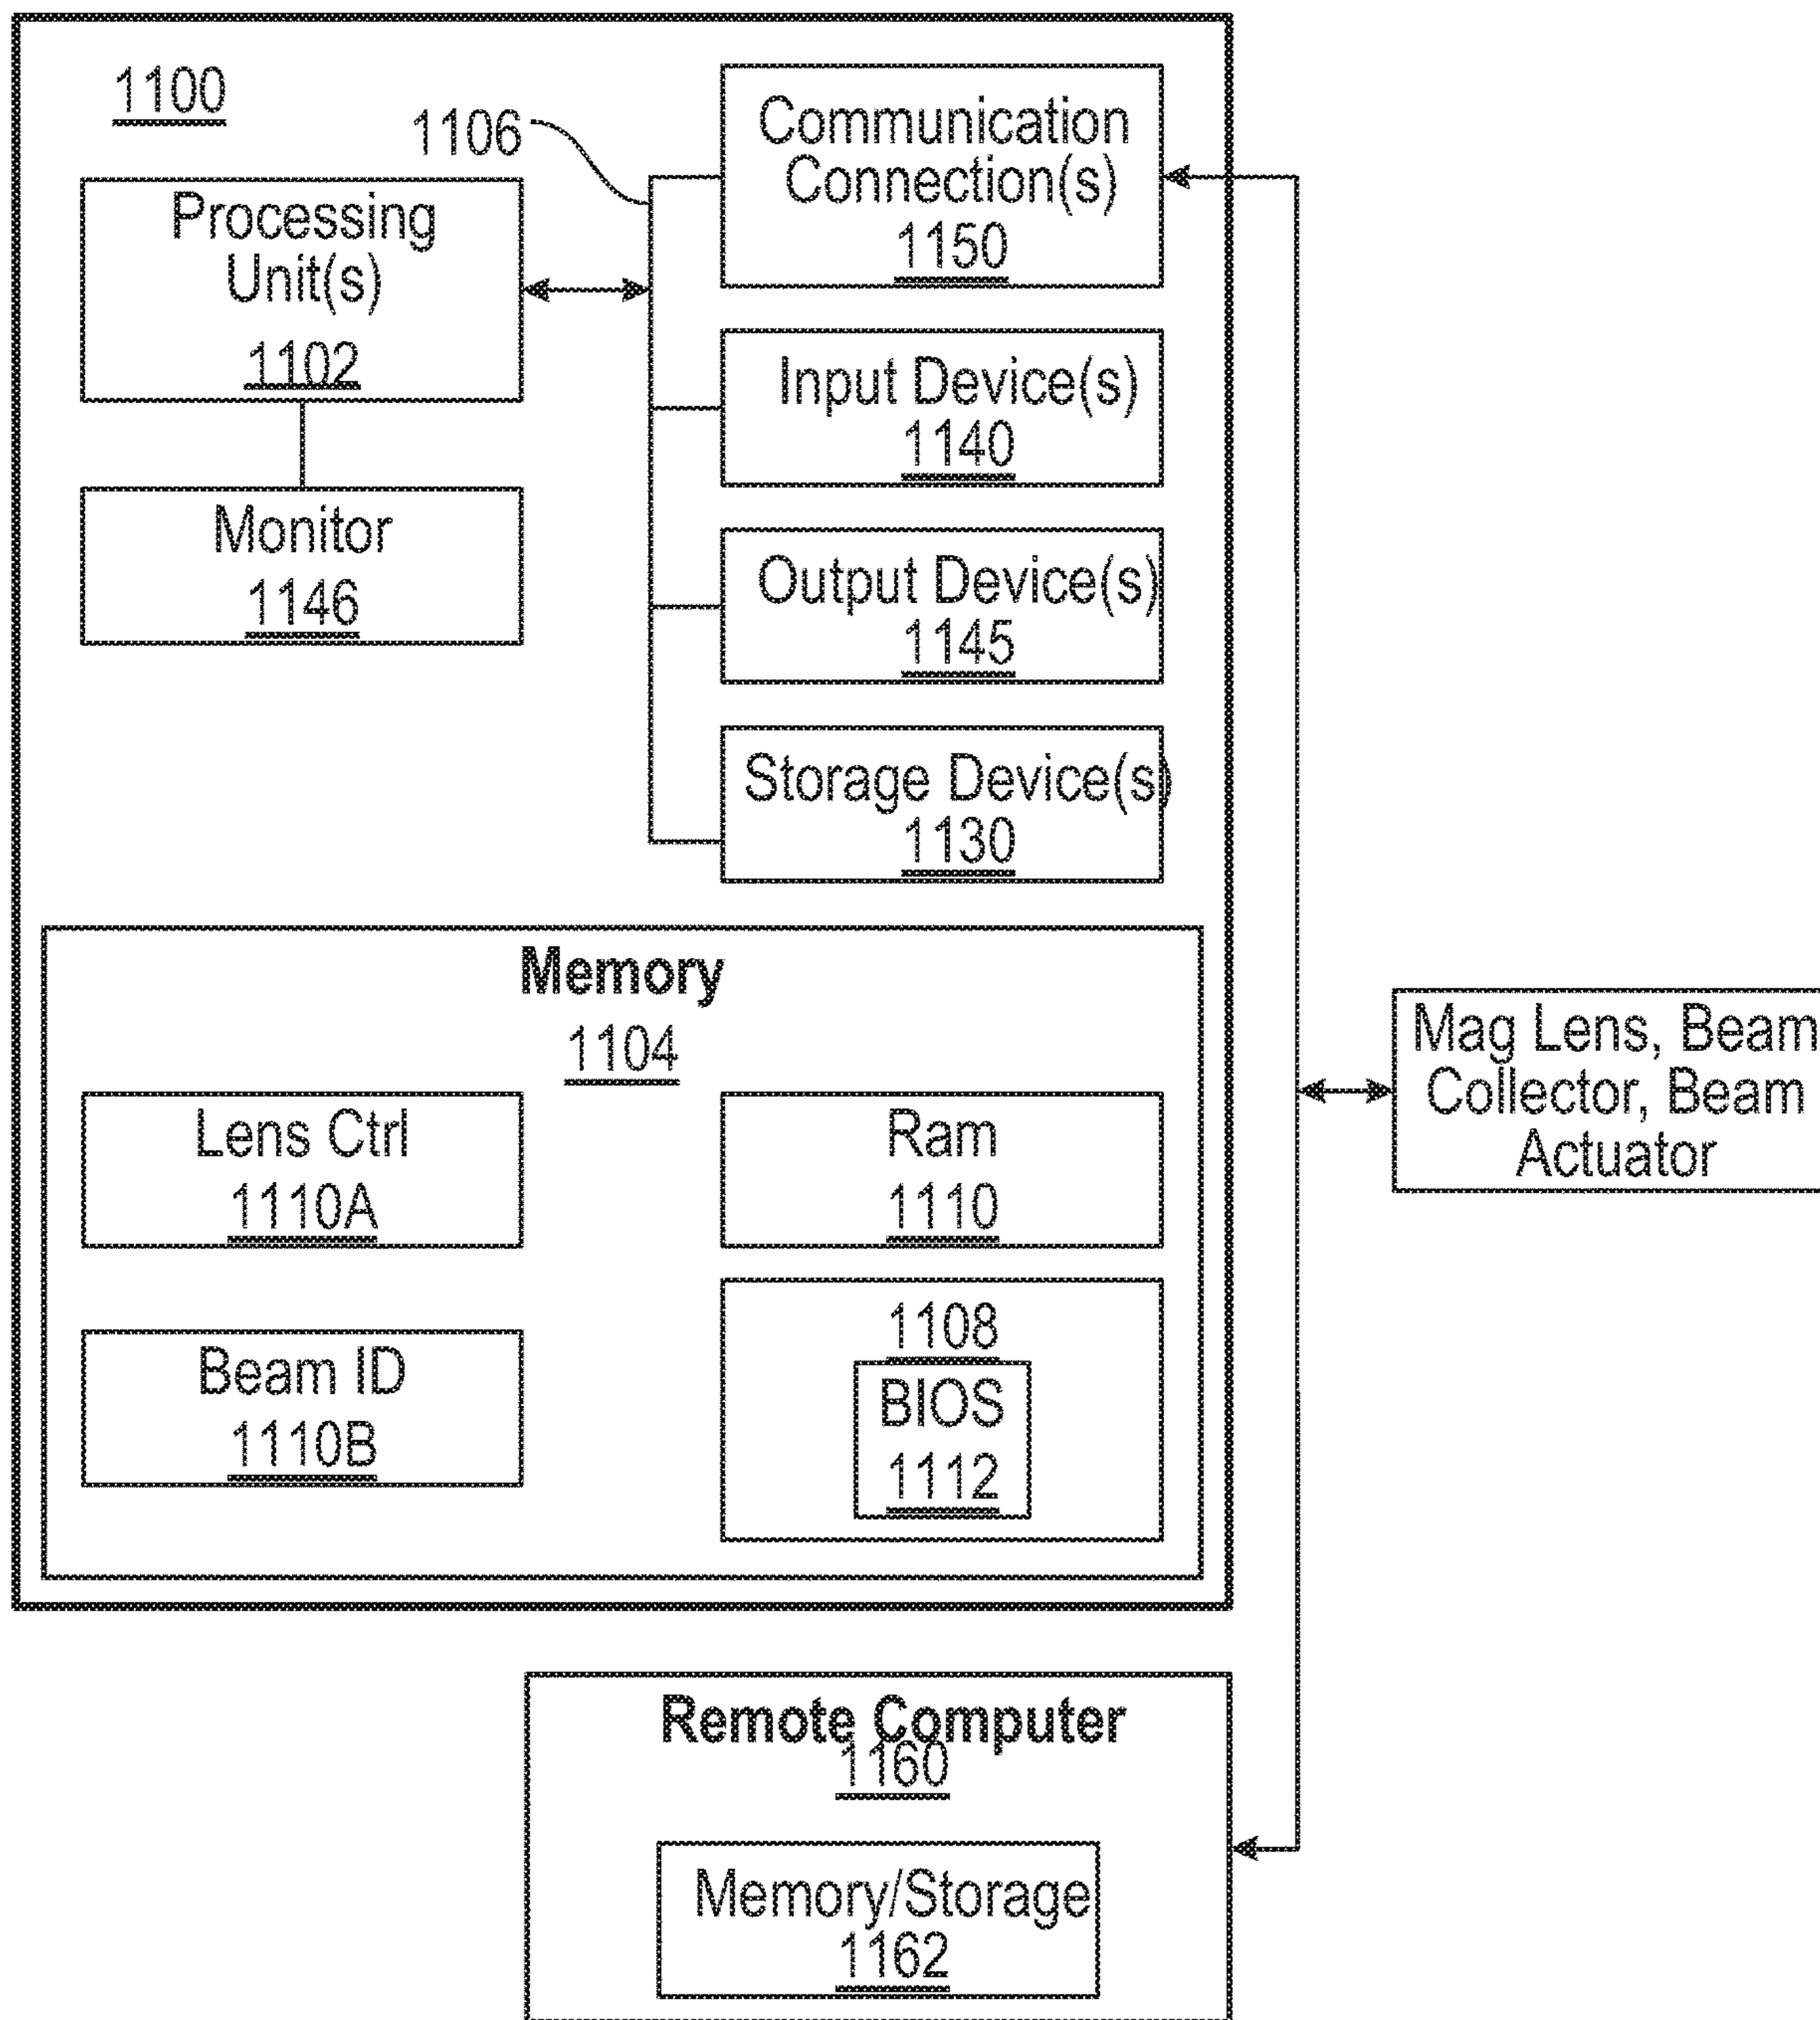 1100
1106
Processing
Unit(s)
1102
Monitor
1146
Communication
Connection(s)
1150
Input Device(s)
1140
Output Device(s)
1145
Storage Device(s)
1130
Memory
1104
Lens Ctrl
1110A
Ram
1110
Beam ID
1110B
1108
BIOS
1112
Mag Lens, Beam
Collector, Beam
Actuator
Remote Computer
1160
Memory/Storage
1162